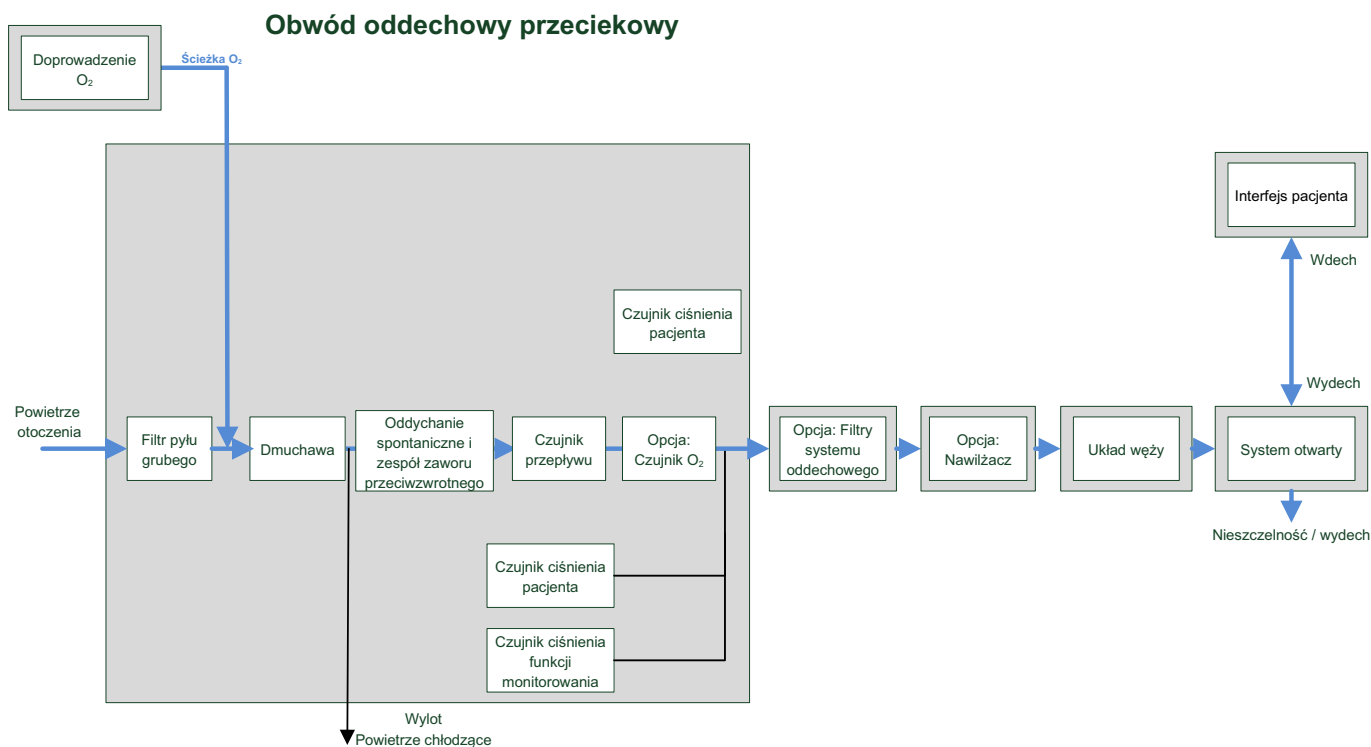 Obwód oddechowy przeciekowy
Doprowadzenie
O₂
Ścieżka O₂
Interfejs pacjenta
Wdech
Czujnik ciśnienia
pacjenta
Wydech
Powietrze
otoczenia
Filtr pyłu
grubego
Dmuchawa
Oddychanie
spontaniczne i
zespół zaworu
przeciwzwrotnego
Czujnik
przepływu
Opcja:
Czujnik O₂
Opcja: Filtry
systemu
oddechowego
Opcja:
Nawilżacz
Układ węży
System otwarty
Nieszczelność / wydech
Czujnik ciśnienia
pacjenta
Czujnik ciśnienia
funkcji
monitorowania
Wylot
Powietrze chłodzące